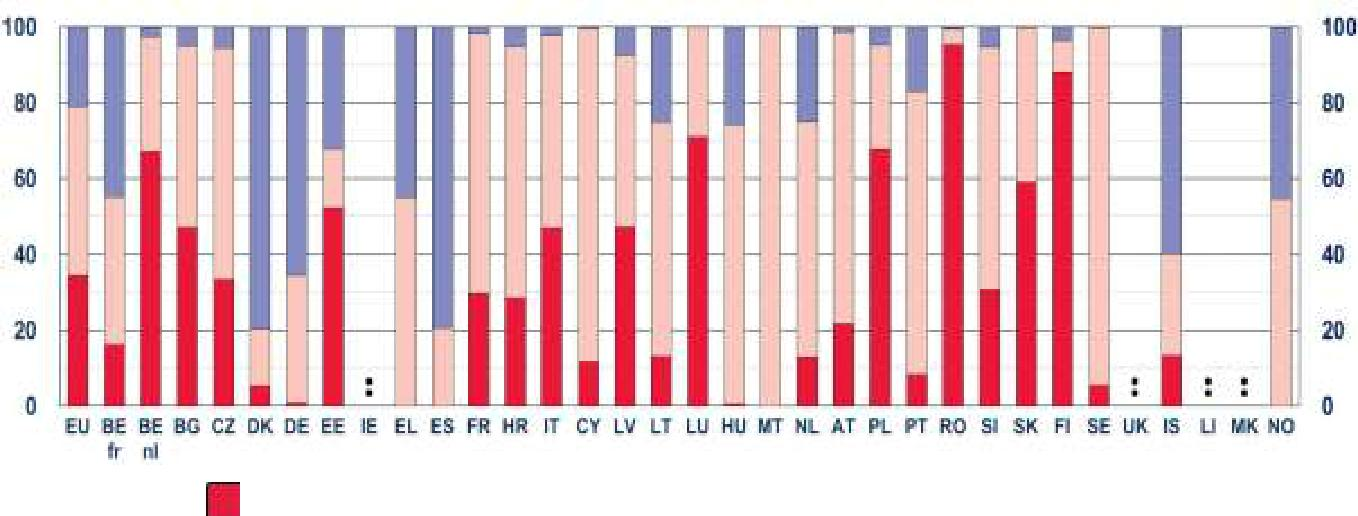 100 100
80 80
60 60
40 40
20 20
0 : : : : 0
EU BE BE BG CZ DK DE EE IE EL ES FR HR IT CY LV LT LU HU MT NL AT PL PT RO SI SK FI SE UK IS LI MK NO
fr nl